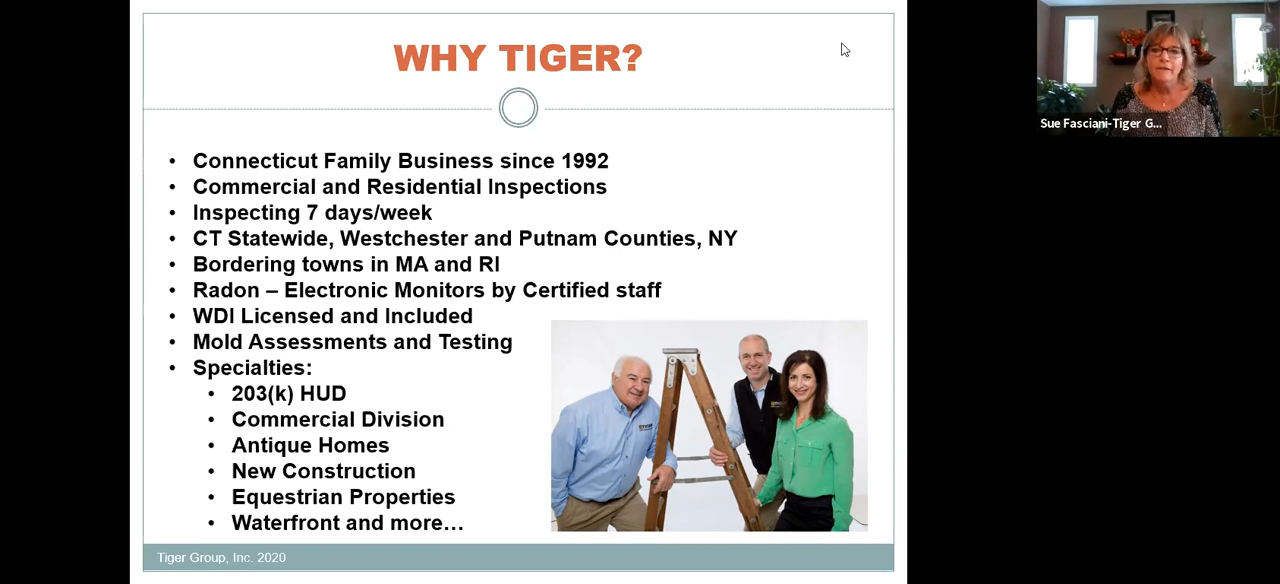 WHY TIGER?
• Connecticut Family Business since 1992
• Commercial and Residential Inspections
• Inspecting 7 days/week
• CT Statewide, Westchester and Putnam Counties, NY
• Bordering towns in MA and RI
• Radon – Electronic Monitors by Certified staff
• WDI Licensed and Included
• Mold Assessments and Testing
• Specialties:
• 203(k) HUD
• Commercial Division
• Antique Homes
• New Construction
• Equestrian Properties
• Waterfront and more…
Tiger Group, Inc. 2020
Sue Fasciani-Tiger G...